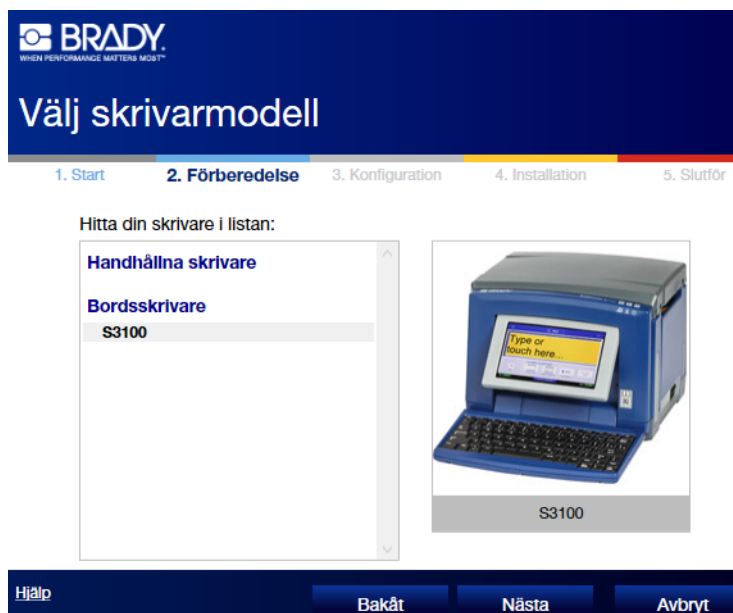 BRADY.
WHEN PERFORMANCE MATTERS MOST™
Välj skrivarmodell
1. Start 2. Förberedelse 3. Konfiguration 4. Installation 5. Slutför
Hitta din skrivare i listan:
Handhållna skrivare
Bordsskrivare
S3100
Type or
touch here...
S3100
Hjälp Bakåt Nästa Avbryt